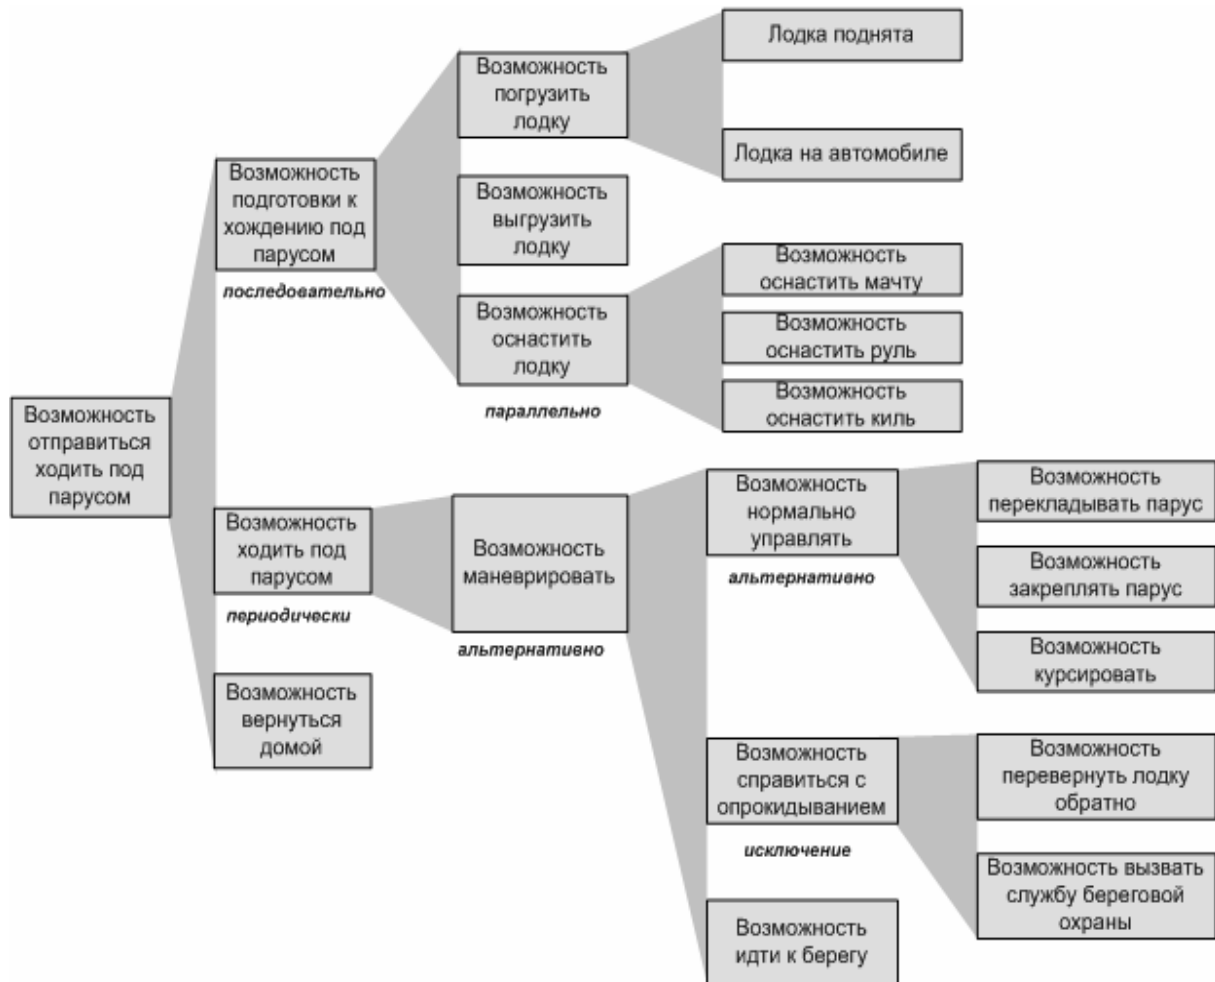 Лодка поднята
Возможность
погрузить
лодку
Лодка на автомобиле
Возможность
подготовки к
хождению под
парусом
последовательно
Возможность
выгрузить
лодку
Возможность
оснастить
лодку
параллельно
Возможность
оснастить мачту
Возможность
оснастить руль
Возможность
оснастить киль
Возможность
отправиться
ходить под
парусом
Возможность
ходить под
парусом
периодически
Возможность
маневрировать
альтернативно
Возможность
нормально
управлять
альтернативно
Возможность
перекладывать парус
Возможность
закреплять парус
Возможность
курсировать
Возможность
вернуться
домой
Возможность
справиться с
опрокидыванием
исключение
Возможность
перевернуть лодку
обратно
Возможность вызвать
службу береговой
охраны
Возможность
идти к берегу